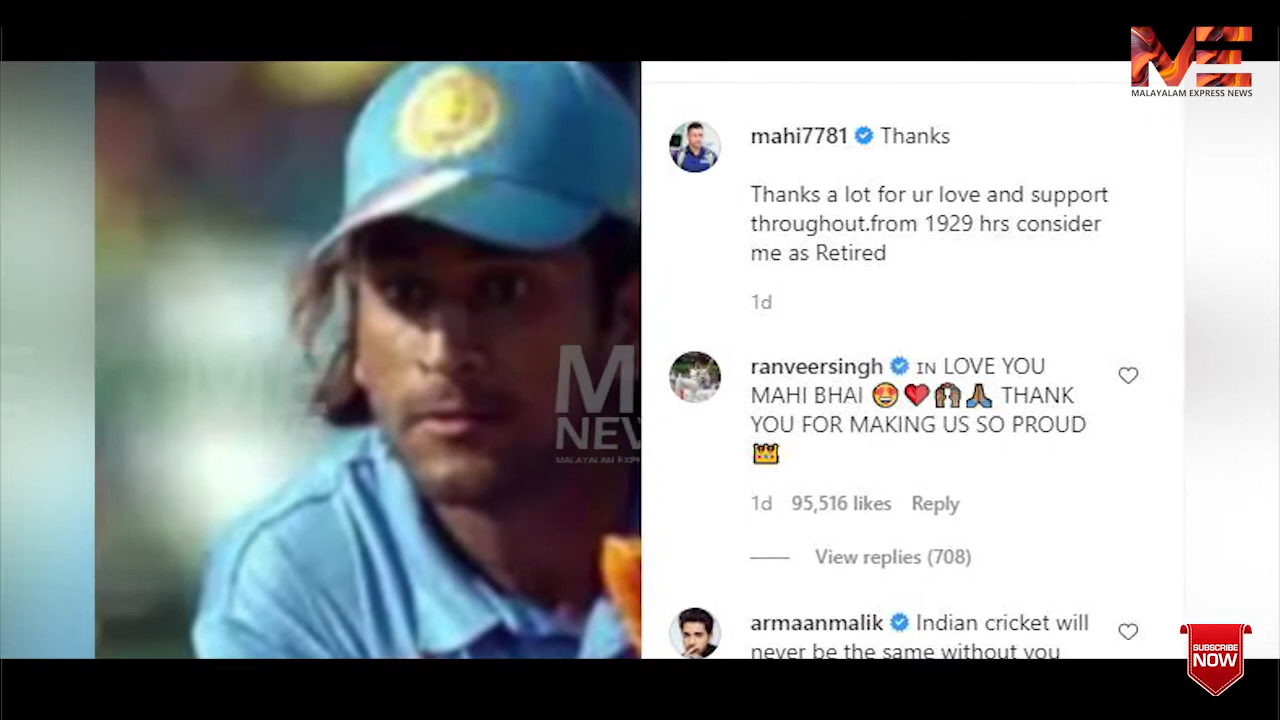 ME
MALAYALAM EXPRESS NEWS
mahi7781 Thanks
Thanks a lot for ur love and support
throughout.from 1929 hrs consider
me as Retired
1d
ranveersingh IN LOVE YOU
MAHI BHAI 😍❤️🙌🏾🙏🏾 THANK
YOU FOR MAKING US SO PROUD
👑
1d 95,516 likes Reply
View replies (708)
armaanmalik Indian cricket will
never be the same without you
SUBSCRIBE
NOW